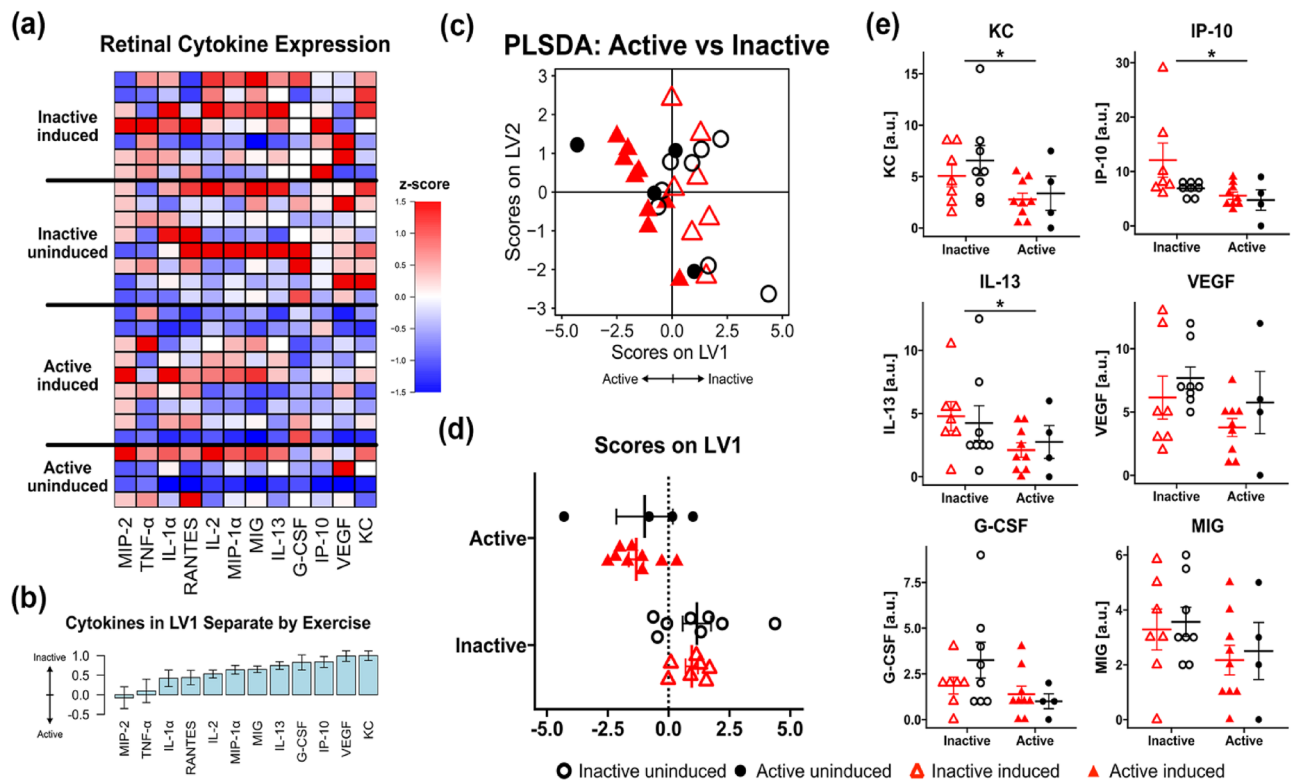 (a)
Retinal Cytokine Expression
Inactive
induced
Inactive
uninduced
Active
induced
Active
uninduced
z-score
1.5
1.0
0.5
0.0
−0.5
−1.0
−1.5
MIP-2
TNF-α
IL-1α
RANTES
IL-2
MIP-1α
MIG
IL-13
G-CSF
IP-10
VEGF
KC
(b)
Cytokines in LV1 Separate by Exercise
Inactive
Active
1.0
0.5
0.0
-0.5
MIP-2
TNF-α
IL-1α
RANTES
IL-2
MIP-1α
MIG
IL-13
G-CSF
IP-10
VEGF
KC
(c)
PLSDA: Active vs Inactive
Scores on LV2
3
2
1
0
−1
−2
−3
−5.0
−2.5
0.0
2.5
5.0
Scores on LV1
Active
Inactive
(d)
Scores on LV1
Active
Inactive
-5.0
-2.5
0.0
2.5
5.0
(e)
KC
*
KC [a.u.]
15
10
5
0
Inactive
Active
IP-10
*
IP-10 [a.u.]
30
20
10
0
Inactive
Active
IL-13
*
IL-13 [a.u.]
10
5
0
Inactive
Active
VEGF
VEGF [a.u.]
10
5
0
Inactive
Active
G-CSF
G-CSF [a.u.]
7.5
5.0
2.5
0.0
Inactive
Active
MIG
MIG [a.u.]
6
4
2
0
Inactive
Active
Inactive uninduced
Active uninduced
Inactive induced
Active induced